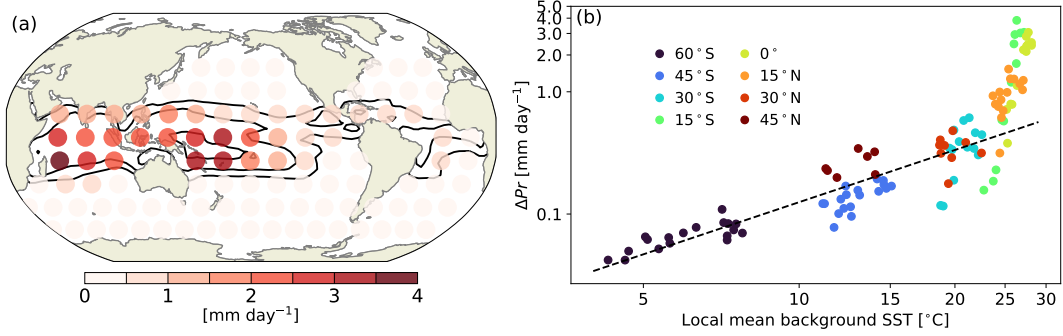 (a)
0
1
2
3
4
[mm day⁻¹]
(b)
5.0
4.0
3.0
2.0
1.0
0.1
ΔPr [mm day⁻¹]
60°S
45°S
30°S
15°S
0°
15°N
30°N
45°N
5
10
15
20
25
30
Local mean background SST [°C]